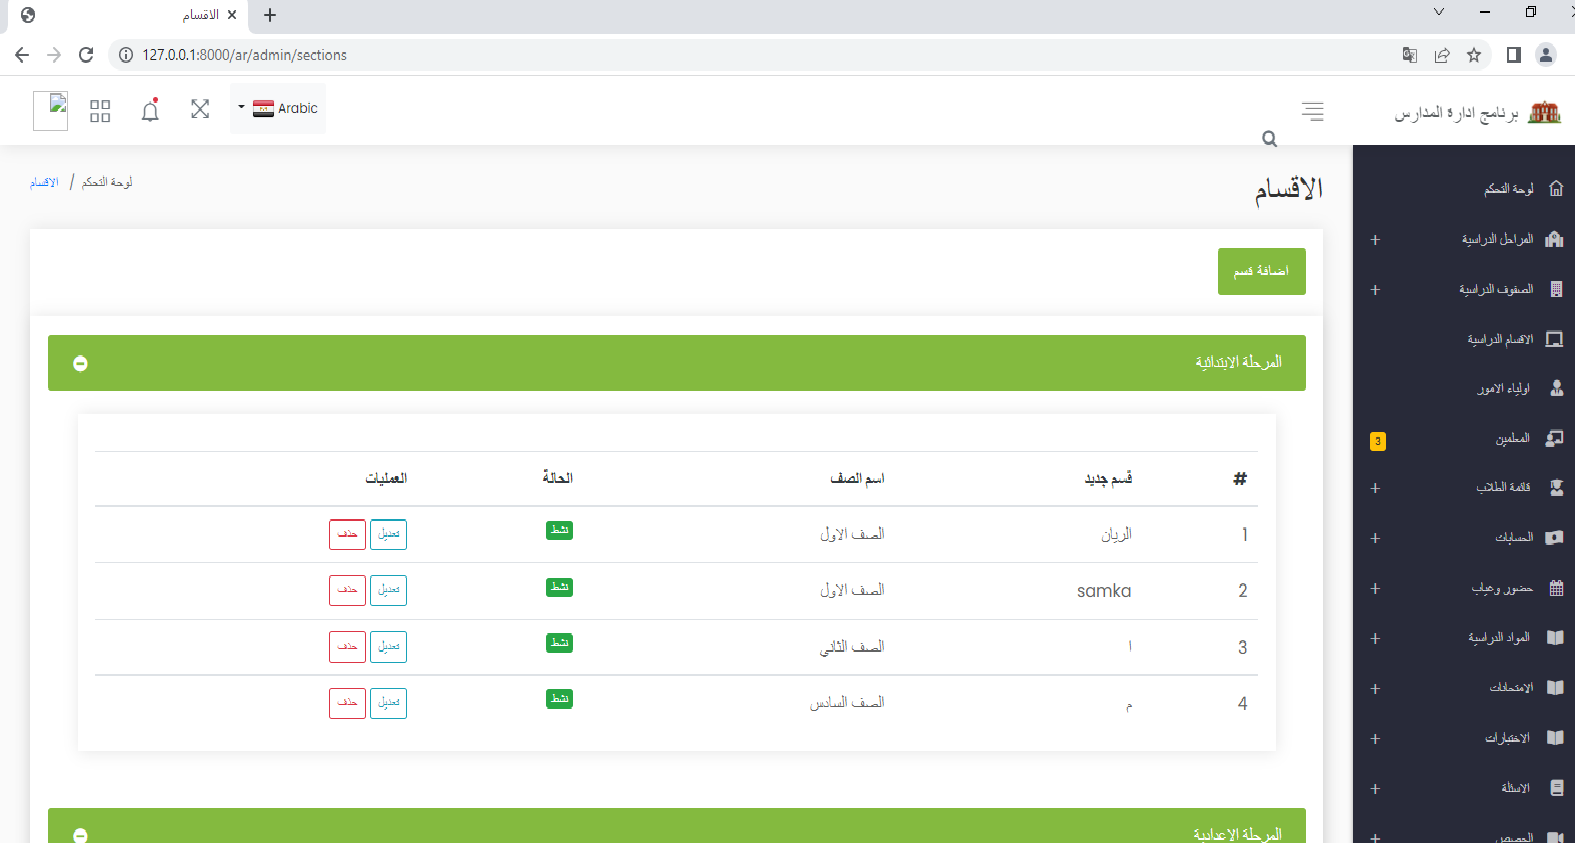 الاقسام
127.0.0.1:8000/ar/admin/sections
برنامج ادارة المدارس
Arabic
لوحة التحكم
المراحل الدراسية +
الصفوف الدراسية +
الاقسام الدراسية
اولياء الامور
المعلمين 3
قائمة الطلاب +
الحسابات +
حضور وغياب +
المواد الدراسية +
الامتحانات +
الاختبارات +
الاسئلة +
الحصص +
الاقسام
لوحة التحكم / الاقسام
اضافة قسم
المرحلة الابتدائية
# قسم جديد اسم الصف الحالة العمليات
1 الريان الصف الاول نشط تعديل حذف
2 samka الصف الاول نشط تعديل حذف
3 ا الصف الثاني نشط تعديل حذف
4 م الصف السادس نشط تعديل حذف
المرحلة الاعدادية